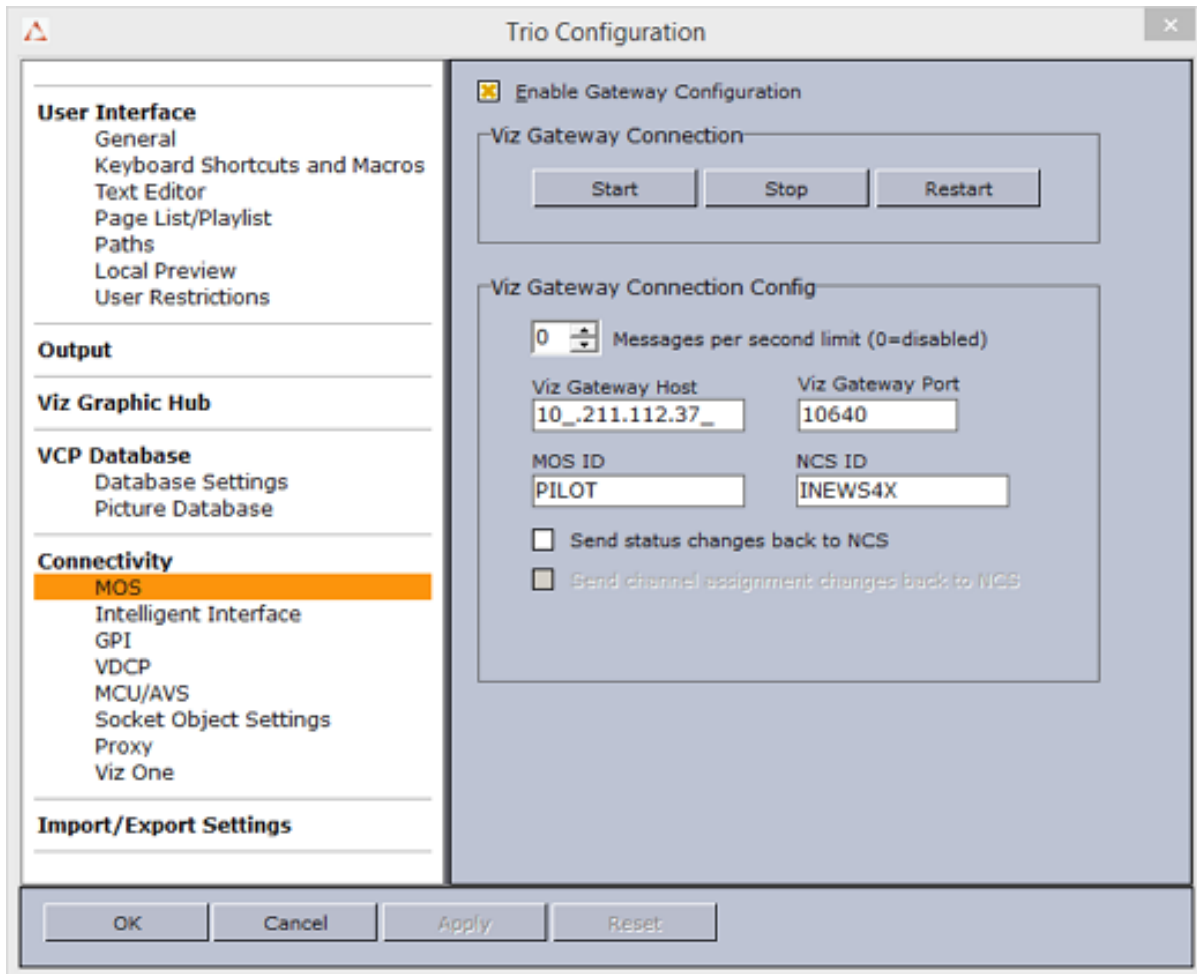 Trio Configuration
User Interface
General
Keyboard Shortcuts and Macros
Text Editor
Page List/Playlist
Paths
Local Preview
User Restrictions
Output
Viz Graphic Hub
VCP Database
Database Settings
Picture Database
Connectivity
MOS
Intelligent Interface
GPI
VDCP
MCU/AVS
Socket Object Settings
Proxy
Viz One
Import/Export Settings
Enable Gateway Configuration
Viz Gateway Connection
Start Stop Restart
Viz Gateway Connection Config
0 Messages per second limit (0=disabled)
Viz Gateway Host Viz Gateway Port
10_.211.112.37_ 10640
MOS ID NCS ID
PILOT INEWS4X
Send status changes back to NCS
Send channel assignment changes back to NCS
OK Cancel Apply Reset